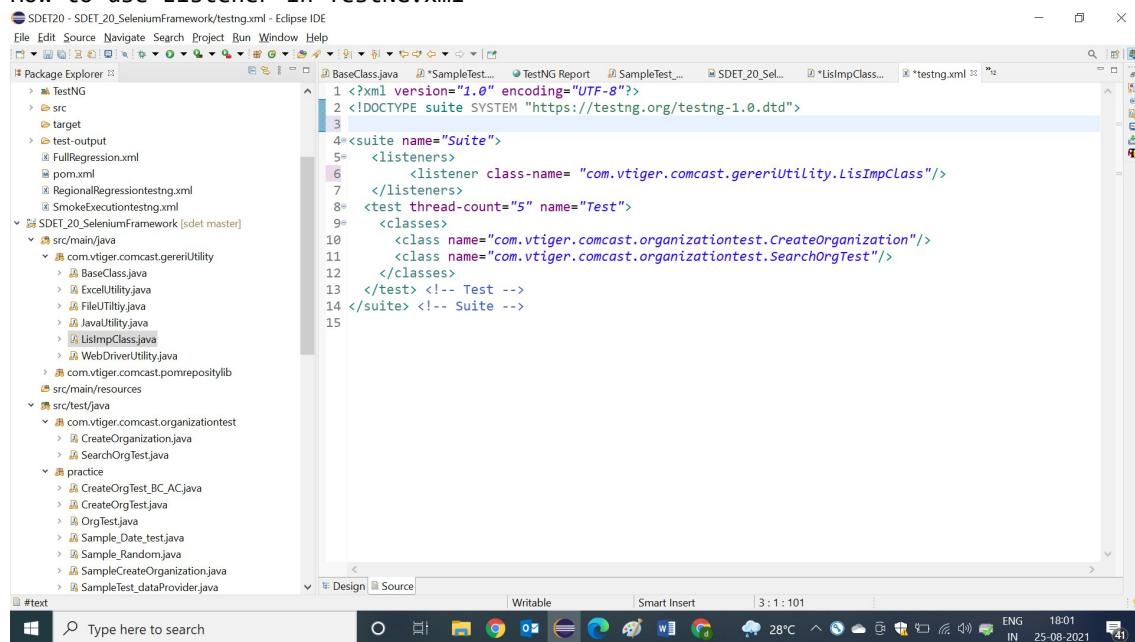 How to use Listener in TestNG.xml
SDET20 - SDET_20_SeleniumFramework/testng.xml - Eclipse IDE
File Edit Source Navigate Search Project Run Window Help
Package Explorer
BaseClass.java
*SampleTest....
TestNG Report
SampleTest_...
SDET_20_Sel...
*LisImpClass...
*testng.xml
"12
TestNG
src
target
test-output
FullRegression.xml
pom.xml
RegionalRegressiontestng.xml
SmokeExecutiontestng.xml
SDET_20_SeleniumFramework [sdet master]
src/main/java
com.vtiger.comcast.gereriUtility
BaseClass.java
ExcelUtility.java
FileUTiltiy.java
JavaUtility.java
LisImpClass.java
WebDriverUtility.java
com.vtiger.comcast.pomrepositylib
src/main/resources
src/test/java
com.vtiger.comcast.organizationtest
CreateOrganization.java
SearchOrgTest.java
practice
CreateOrgTest_BC_AC.java
CreateOrgTest.java
OrgTest.java
Sample_Date_test.java
Sample_Random.java
SampleCreateOrganization.java
SampleTest_dataProvider.java
1 <?xml version="1.0" encoding="UTF-8"?>
2 <!DOCTYPE suite SYSTEM "https://testng.org/testng-1.0.dtd">
3
4 <suite name="Suite">
5 <listeners>
6 <listener class-name= "com.vtiger.comcast.gereriUtility.LisImpClass"/>
7 </listeners>
8 <test thread-count="5" name="Test">
9 <classes>
10 <class name="com.vtiger.comcast.organizationtest.CreateOrganization"/>
11 <class name="com.vtiger.comcast.organizationtest.SearchOrgTest"/>
12 </classes>
13 </test> <!-- Test -->
14 </suite> <!-- Suite -->
15
Design Source
#text Writable Smart Insert 3 : 1 : 101
Type here to search 28°C ENG 18:01
IN 25-08-2021 41